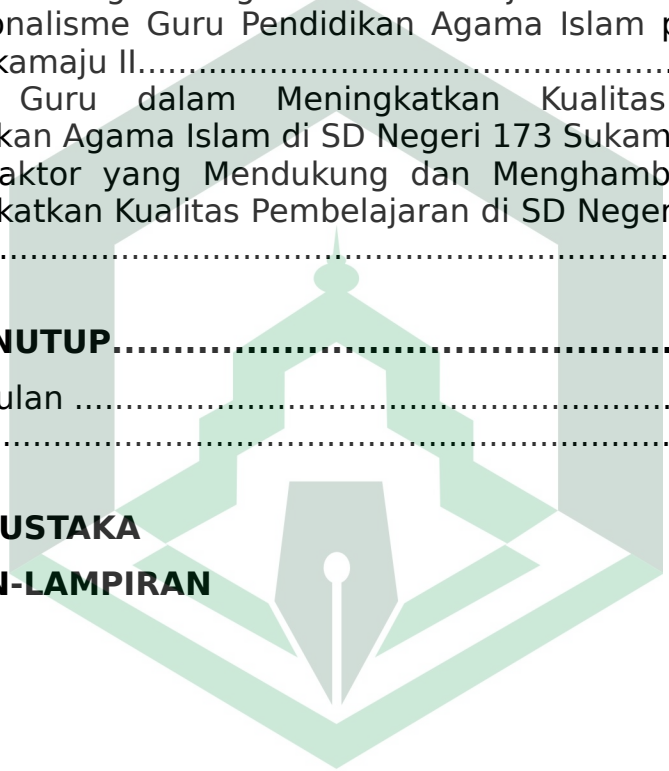 onalisme Guru Pendidikan Agama Islam p
kamaju II......................................................
Guru dalam Meningkatkan Kualitas
kan Agama Islam di SD Negeri 173 Sukam
aktor yang Mendukung dan Menghamb
katkan Kualitas Pembelajaran di SD Neger
..................................................................
NUTUP.......................................................
ulan ...........................................................
..................................................................
USTAKA
N-LAMPIRAN